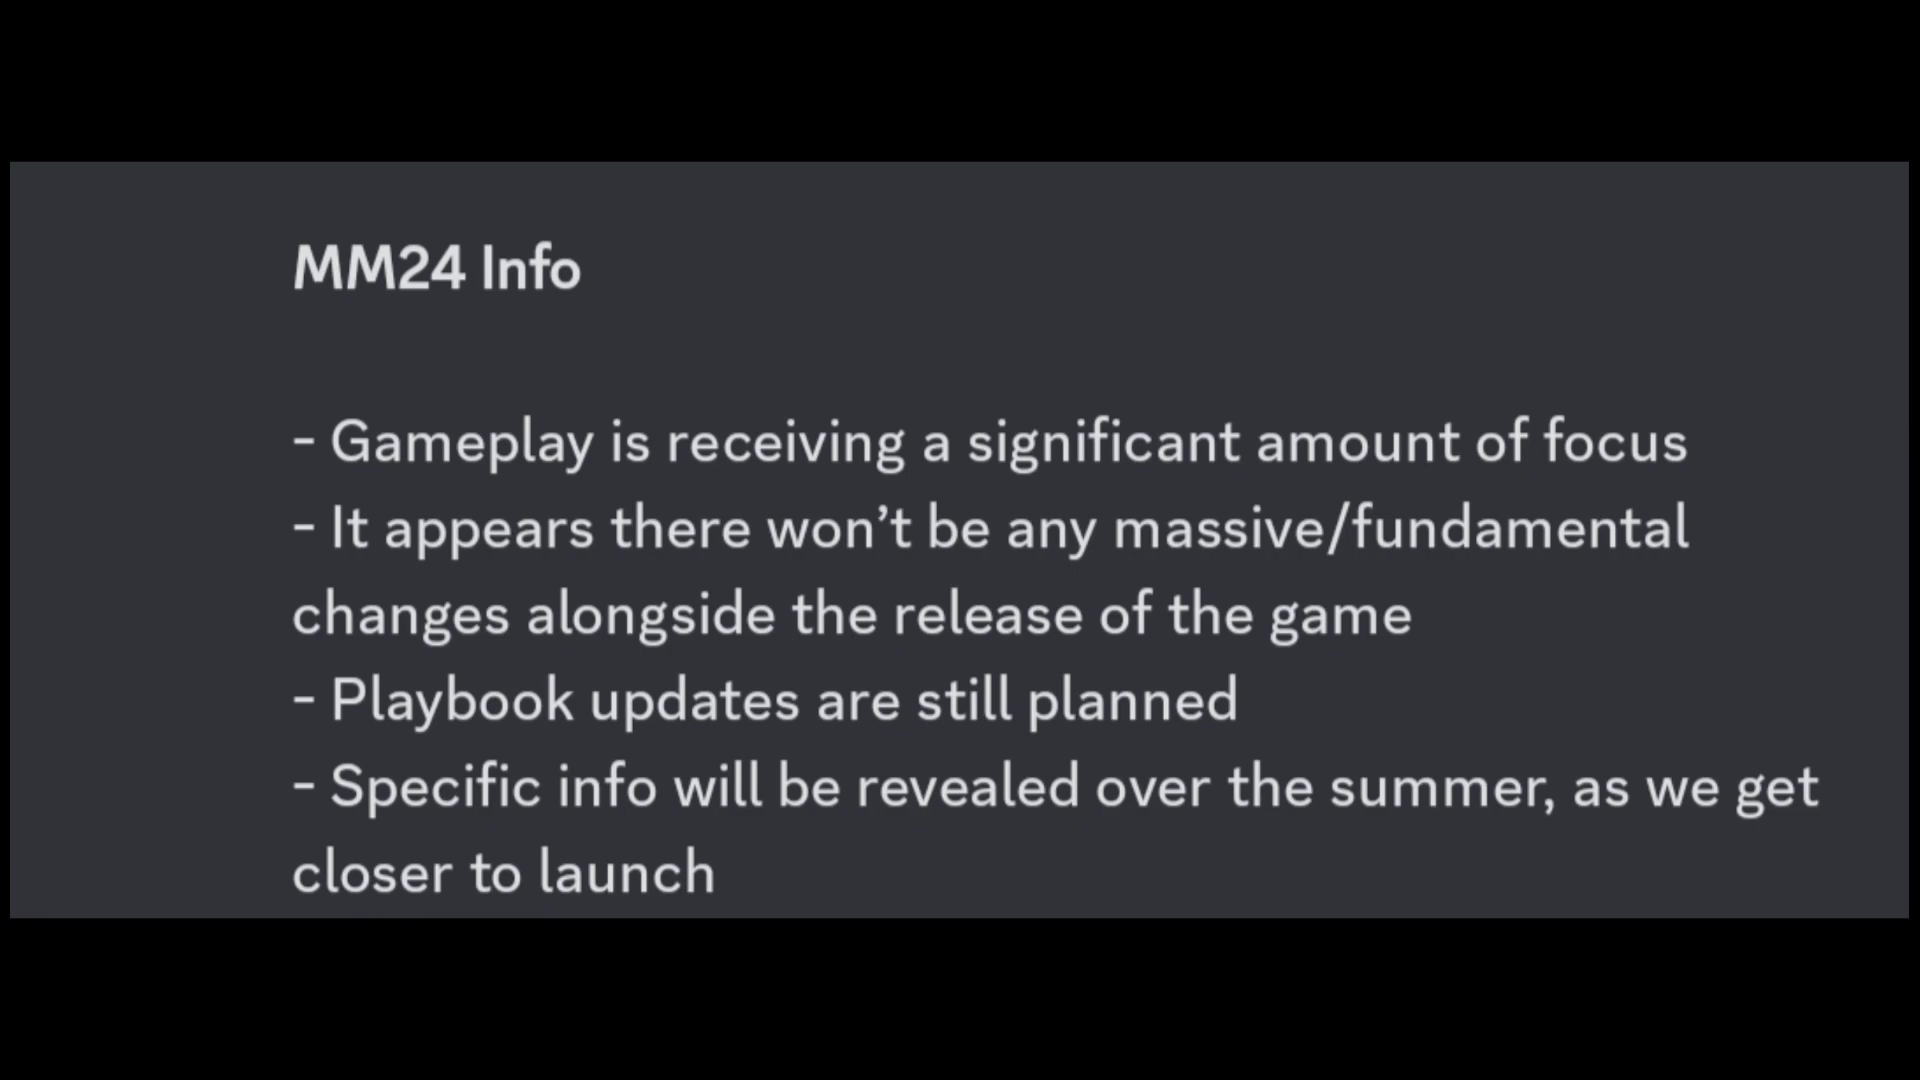 MM24 Info
- Gameplay is receiving a significant amount of focus
- It appears there won’t be any massive/fundamental
changes alongside the release of the game
- Playbook updates are still planned
- Specific info will be revealed over the summer, as we get
closer to launch